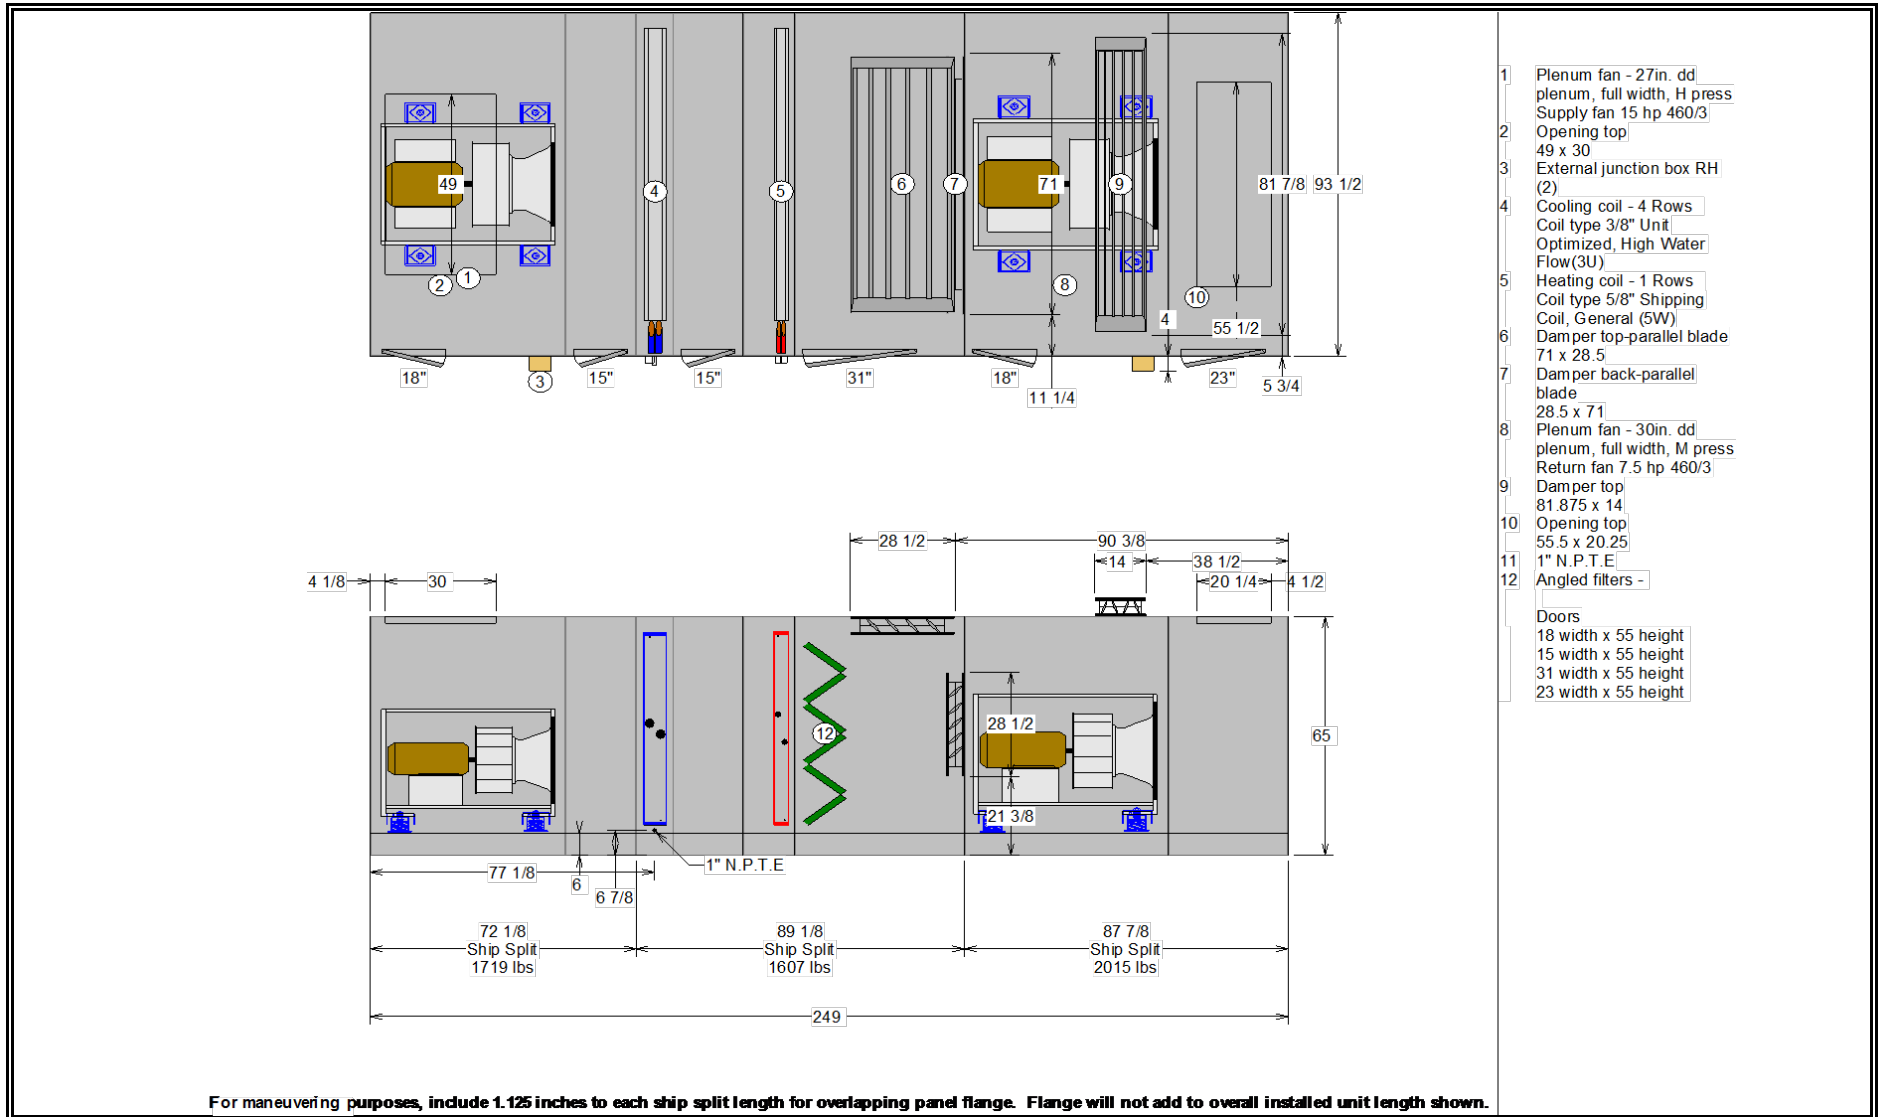 49
4
5
6
7
71
9
81 7/8
93 1/2
2
1
8
10
4
55 1/2
18"
3
15"
15"
31"
18"
23"
5 3/4
11 1/4
1 Plenum fan - 27in. dd
plenum, full width, H press
Supply fan 15 hp 460/3
2 Opening top
49 x 30
3 External junction box RH
(2)
4 Cooling coil - 4 Rows
Coil type 3/8" Unit
Optimized, High Water
Flow(3U)
5 Heating coil - 1 Rows
Coil type 5/8" Shipping
Coil, General (5W)
6 Damper top-parallel blade
71 x 28.5
7 Damper back-parallel
blade
28.5 x 71
8 Plenum fan - 30in. dd
plenum, full width, M press
Return fan 7.5 hp 460/3
9 Damper top
81.875 x 14
10 Opening top
55.5 x 20.25
11 1" N.P.T.E
12 Angled filters -
Doors
18 width x 55 height
15 width x 55 height
31 width x 55 height
23 width x 55 height
28 1/2
90 3/8
14
38 1/2
4 1/8
30
20 1/4
4 1/2
28 1/2
12
65
21 3/8
1" N.P.T.E
77 1/8
6
6 7/8
72 1/8
Ship Split
1719 lbs
89 1/8
Ship Split
1607 lbs
87 7/8
Ship Split
2015 lbs
249
For maneuvering purposes, include 1.125 inches to each ship split length for overlapping panel flange. Flange will not add to overall installed unit length shown.